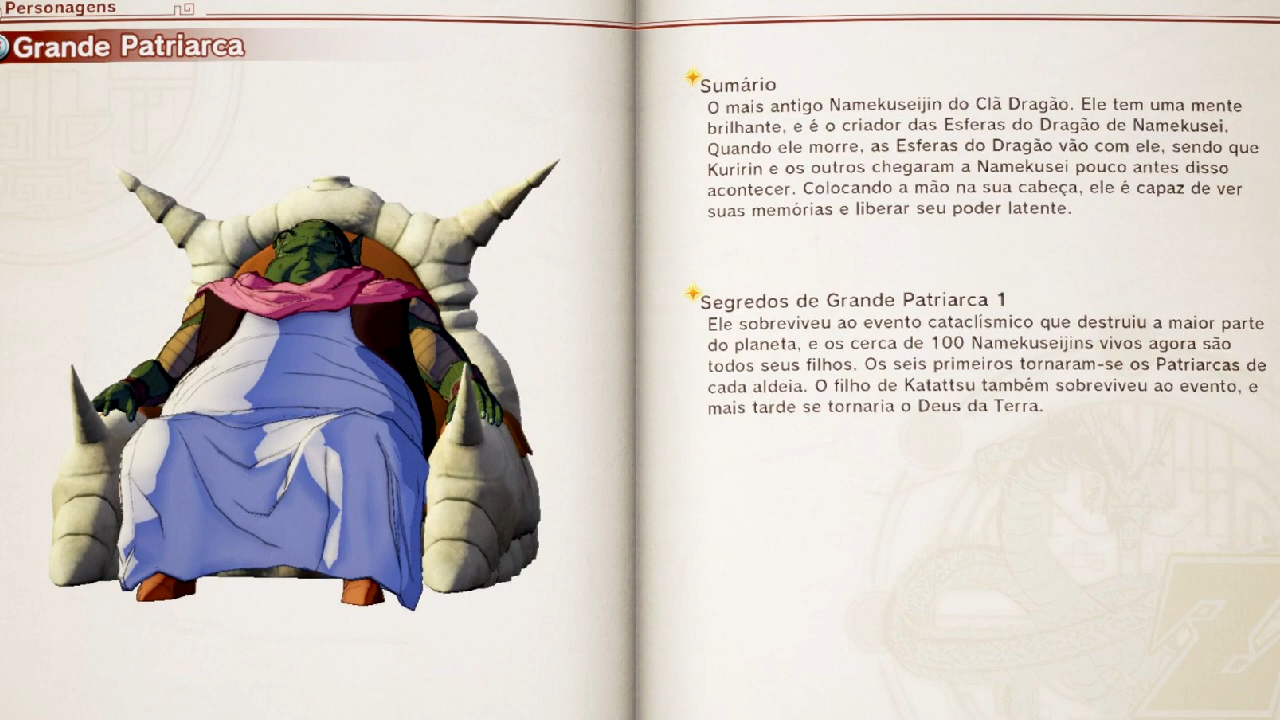 Personagens
Grande Patriarca
Sumário
O mais antigo Namekuseijin do Clã Dragão. Ele tem uma mente
brilhante, e é o criador das Esferas do Dragão de Namekusei.
Quando ele morre, as Esferas do Dragão vão com ele, sendo que
Kuririn e os outros chegaram a Namekusei pouco antes disso
acontecer. Colocando a mão na sua cabeça, ele é capaz de ver
suas memórias e liberar seu poder latente.
Segredos de Grande Patriarca 1
Ele sobreviveu ao evento cataclísmico que destruiu a maior parte
do planeta, e os cerca de 100 Namekuseijins vivos agora são
todos seus filhos. Os seis primeiros tornaram-se os Patriarcas de
cada aldeia. O filho de Katattsu também sobreviveu ao evento, e
mais tarde se tornaria o Deus da Terra.